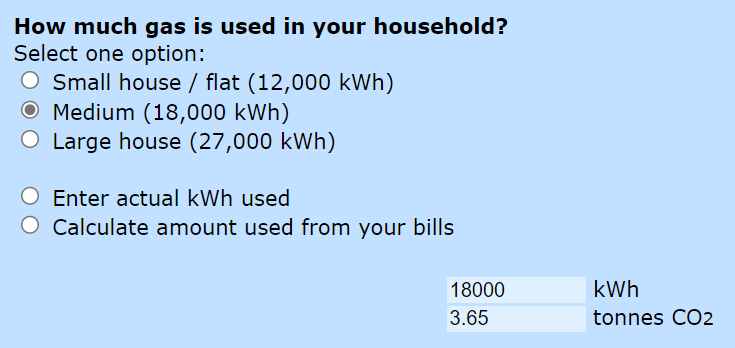 How much gas is used in your household?
Select one option:
Small house / flat (12,000 kWh)
Medium (18,000 kWh)
Large house (27,000 kWh)
Enter actual kWh used
Calculate amount used from your bills
18000 kWh
3.65 tonnes CO2